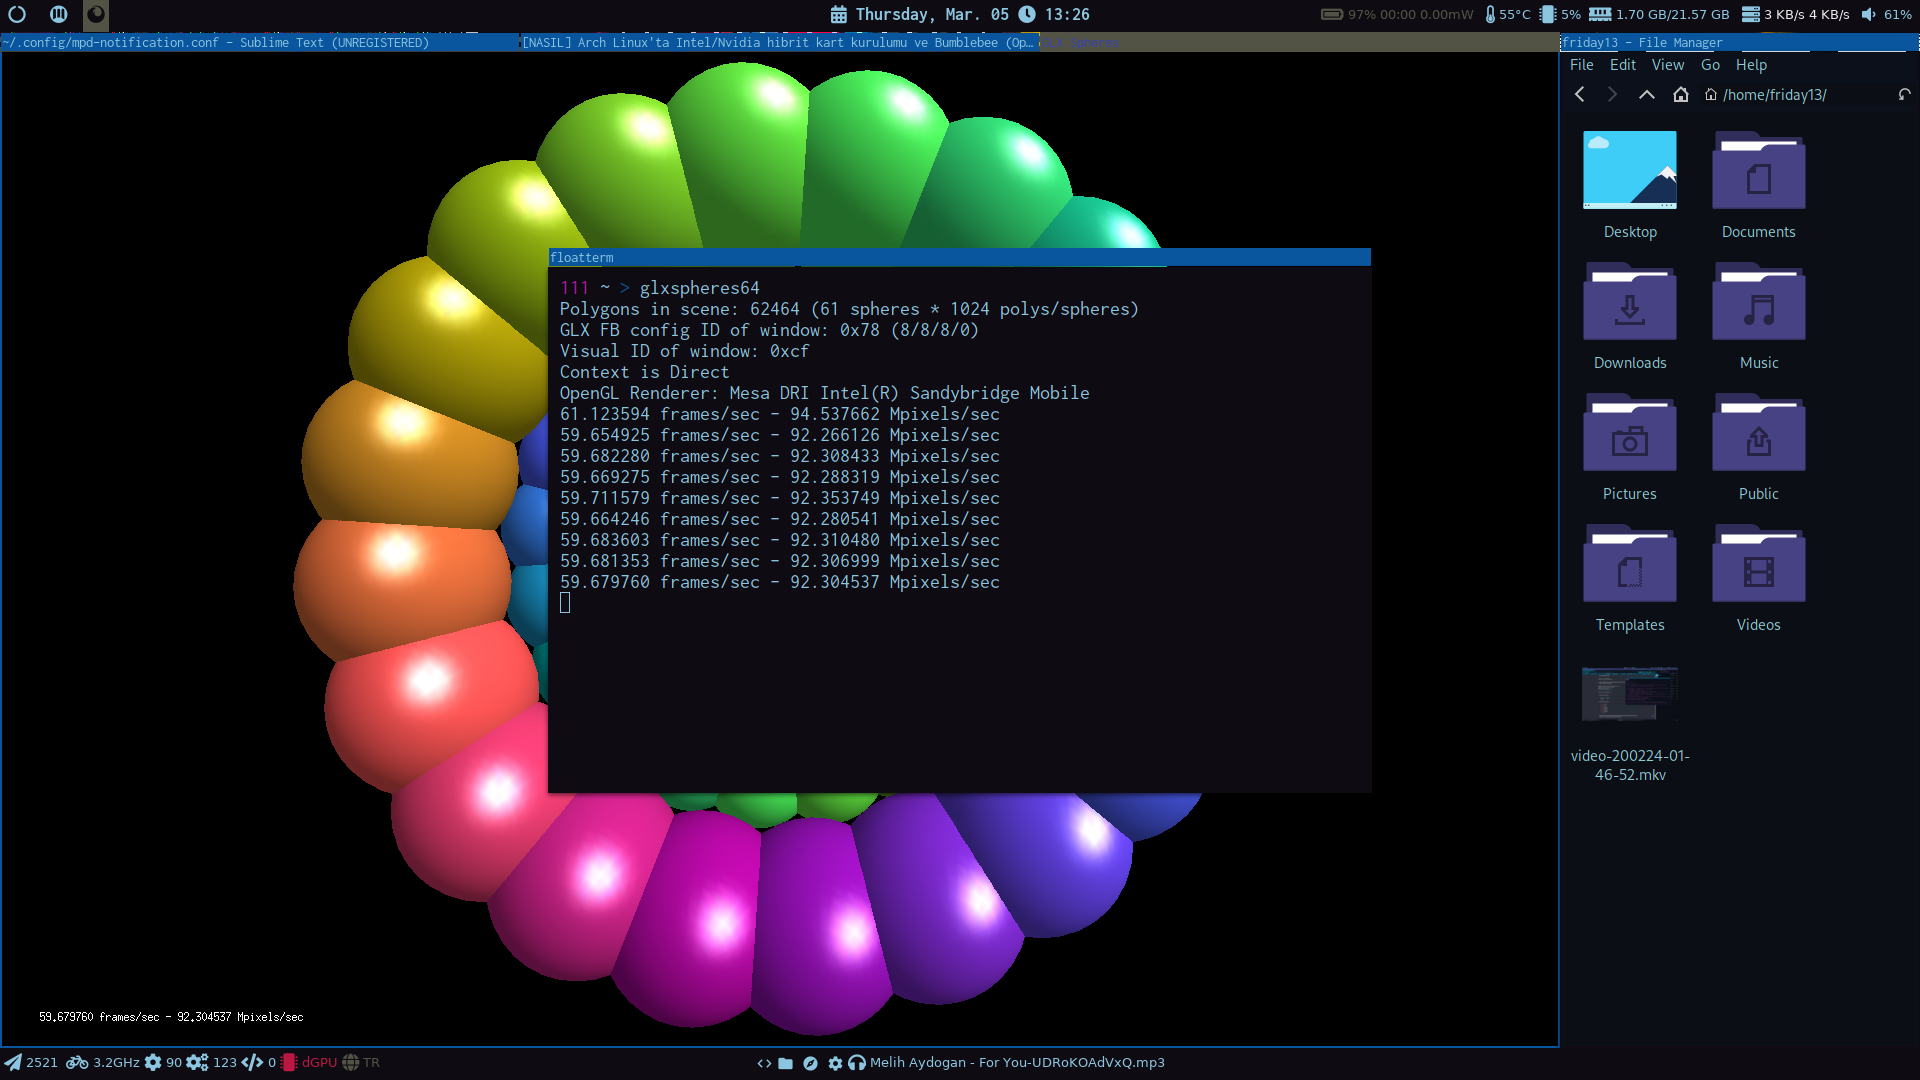 Thursday, Mar. 05 13:26
97% 00:00 0.00mW 55°C 5% 1.70 GB/21.57 GB 3 KB/s 4 KB/s 61%
~/.config/mpd-notification.conf - Sublime Text (UNREGISTERED)
[NASIL] Arch Linux'ta Intel/Nvidia hibrit kart kurulumu ve Bumblebee (Op...
GLX Spheres
friday13 - File Manager
File Edit View Go Help
/home/friday13/
Desktop Documents
Downloads Music
Pictures Public
Templates Videos
video-200224-01-
46-52.mkv
floatterm
111 ~ > glxspheres64
Polygons in scene: 62464 (61 spheres * 1024 polys/spheres)
GLX FB config ID of window: 0x78 (8/8/8/0)
Visual ID of window: 0xcf
Context is Direct
OpenGL Renderer: Mesa DRI Intel(R) Sandybridge Mobile
61.123594 frames/sec - 94.537662 Mpixels/sec
59.654925 frames/sec - 92.266126 Mpixels/sec
59.682280 frames/sec - 92.308433 Mpixels/sec
59.669275 frames/sec - 92.288319 Mpixels/sec
59.711579 frames/sec - 92.353749 Mpixels/sec
59.664246 frames/sec - 92.280541 Mpixels/sec
59.683603 frames/sec - 92.310480 Mpixels/sec
59.681353 frames/sec - 92.306999 Mpixels/sec
59.679760 frames/sec - 92.304537 Mpixels/sec
59.679760 frames/sec - 92.304537 Mpixels/sec
2521 3.2GHz 90 123 0 dGPU TR
Melih Aydogan - For You-UDRoKOAdVxQ.mp3